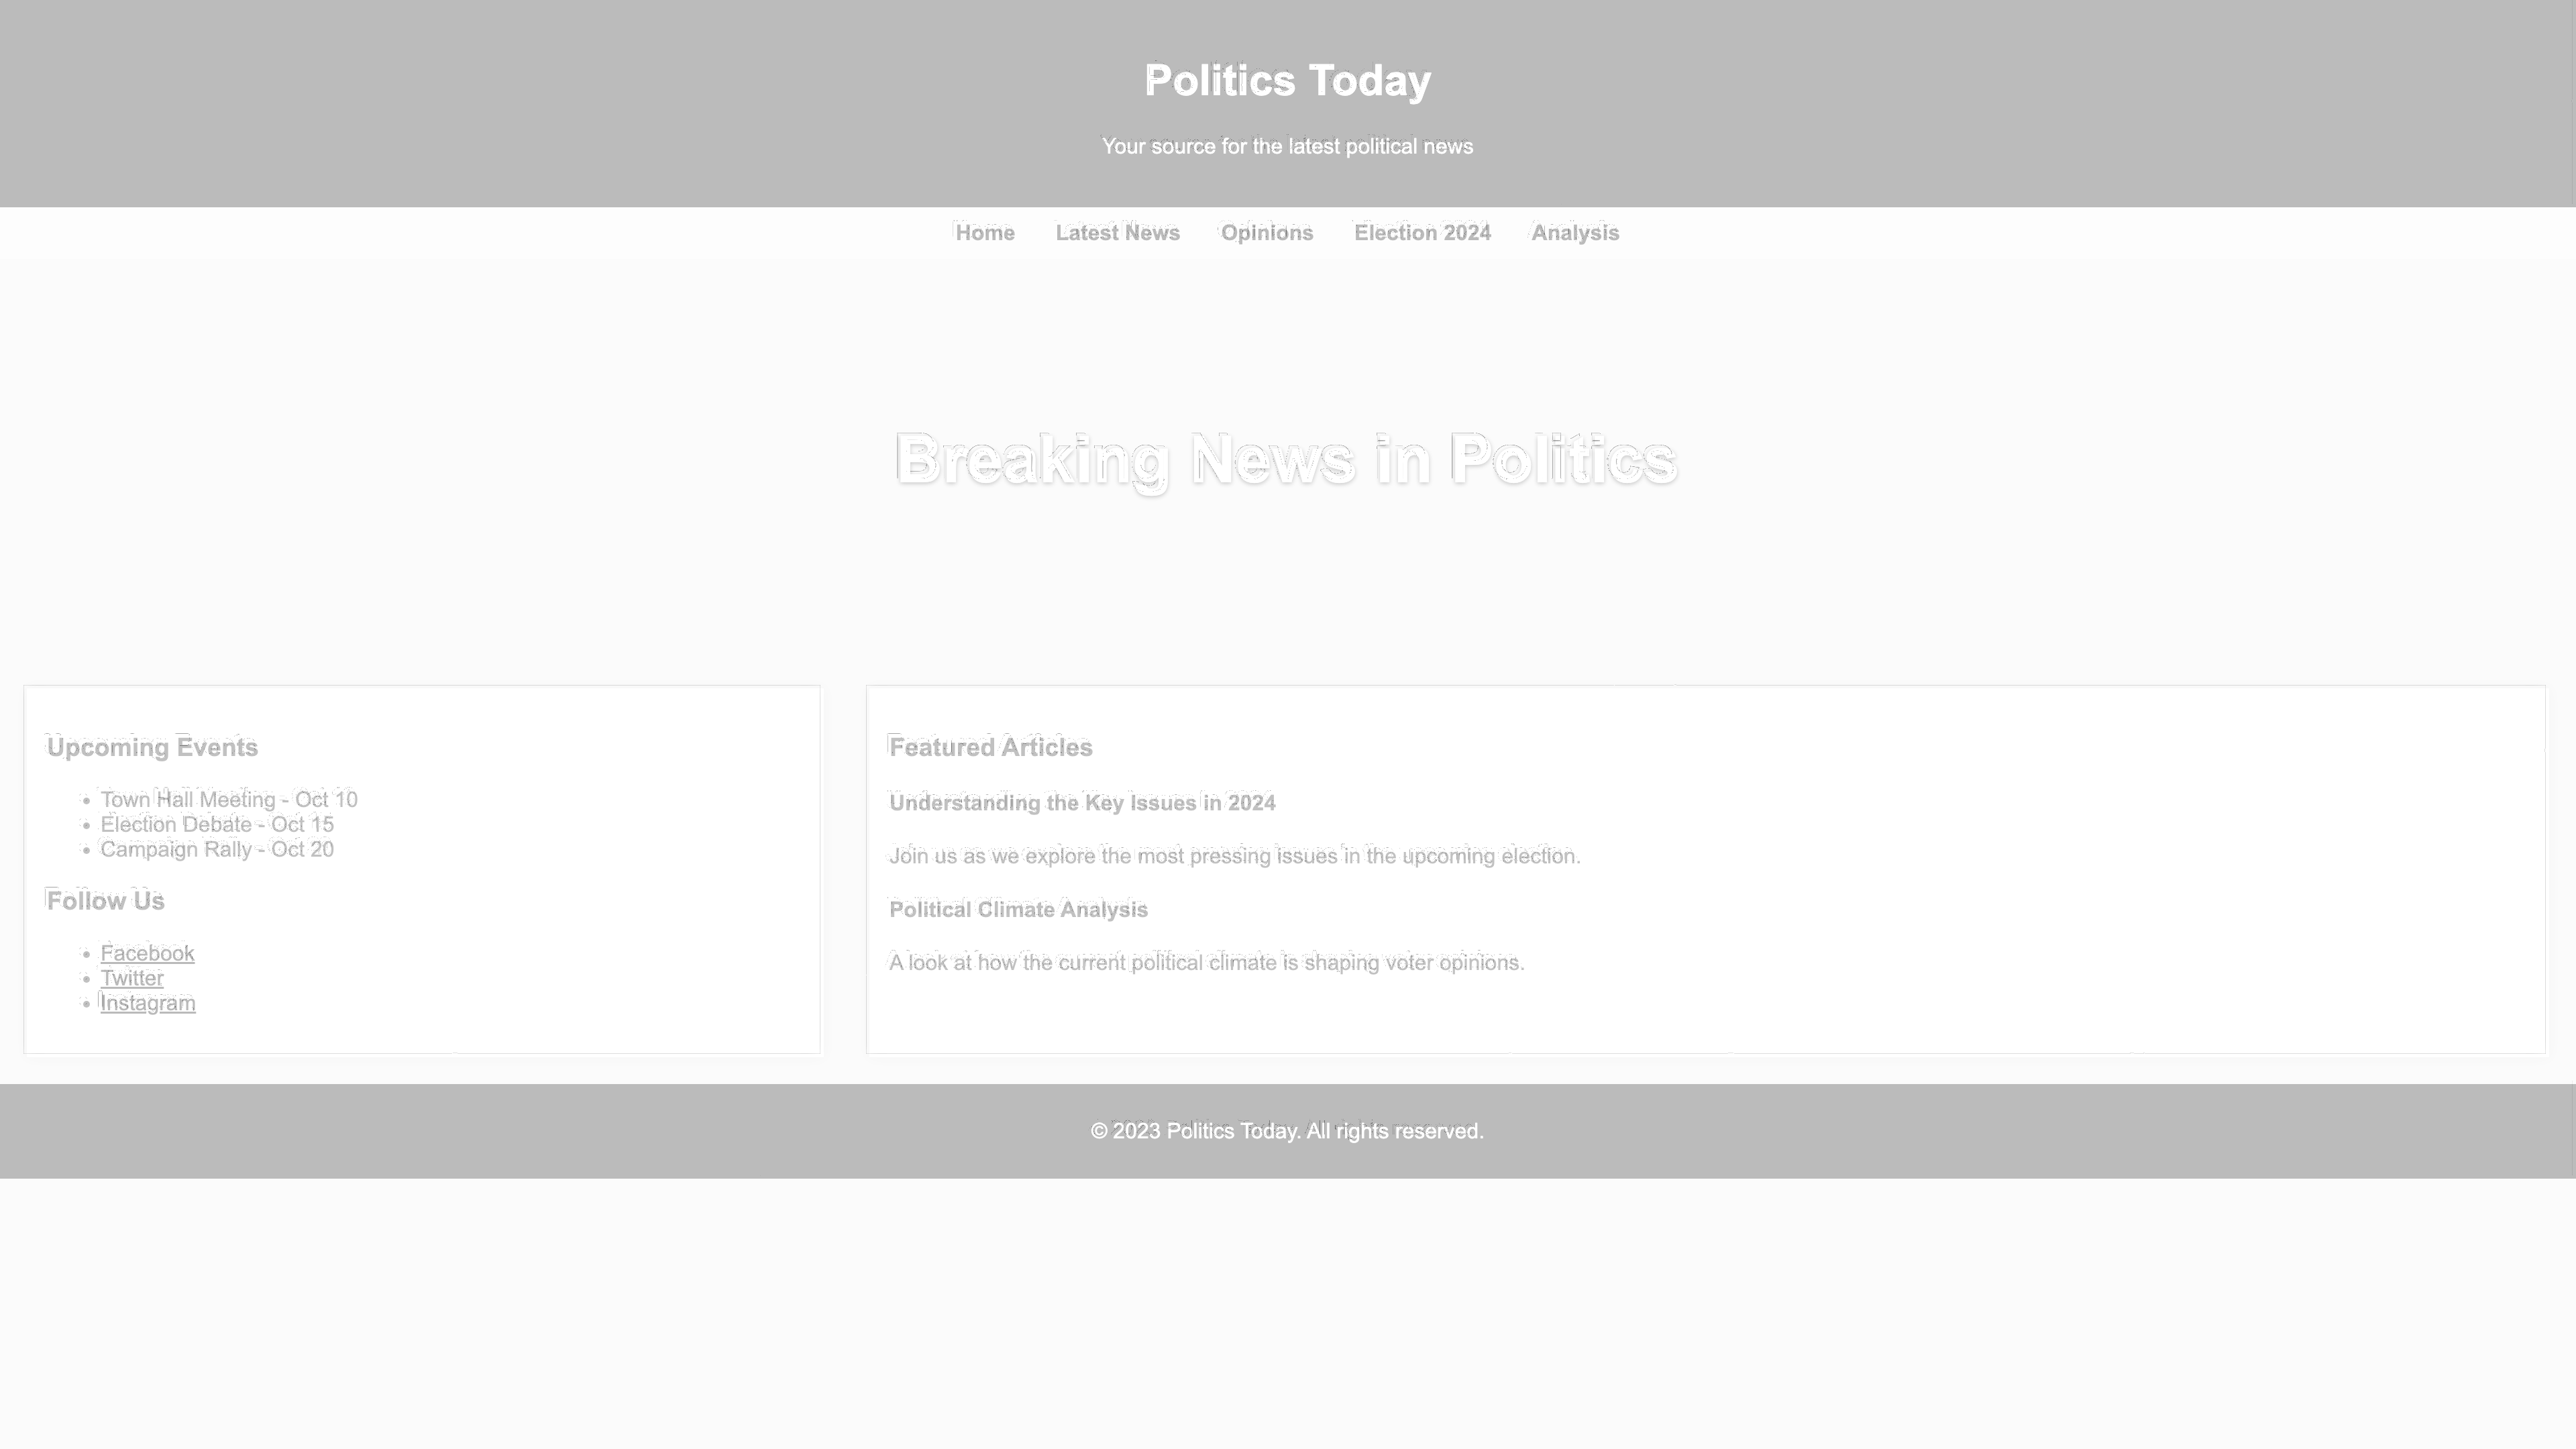 Politics Today
Your source for the latest political news
Home Latest News Opinions Election 2024 Analysis
Breaking News in Politics
Upcoming Events
• Town Hall Meeting - Oct 10
• Election Debate - Oct 15
• Campaign Rally - Oct 20
Follow Us
• Facebook
• Twitter
• Instagram
Featured Articles
Understanding the Key Issues in 2024
Join us as we explore the most pressing issues in the upcoming election.
Political Climate Analysis
A look at how the current political climate is shaping voter opinions.
© 2023 Politics Today. All rights reserved.